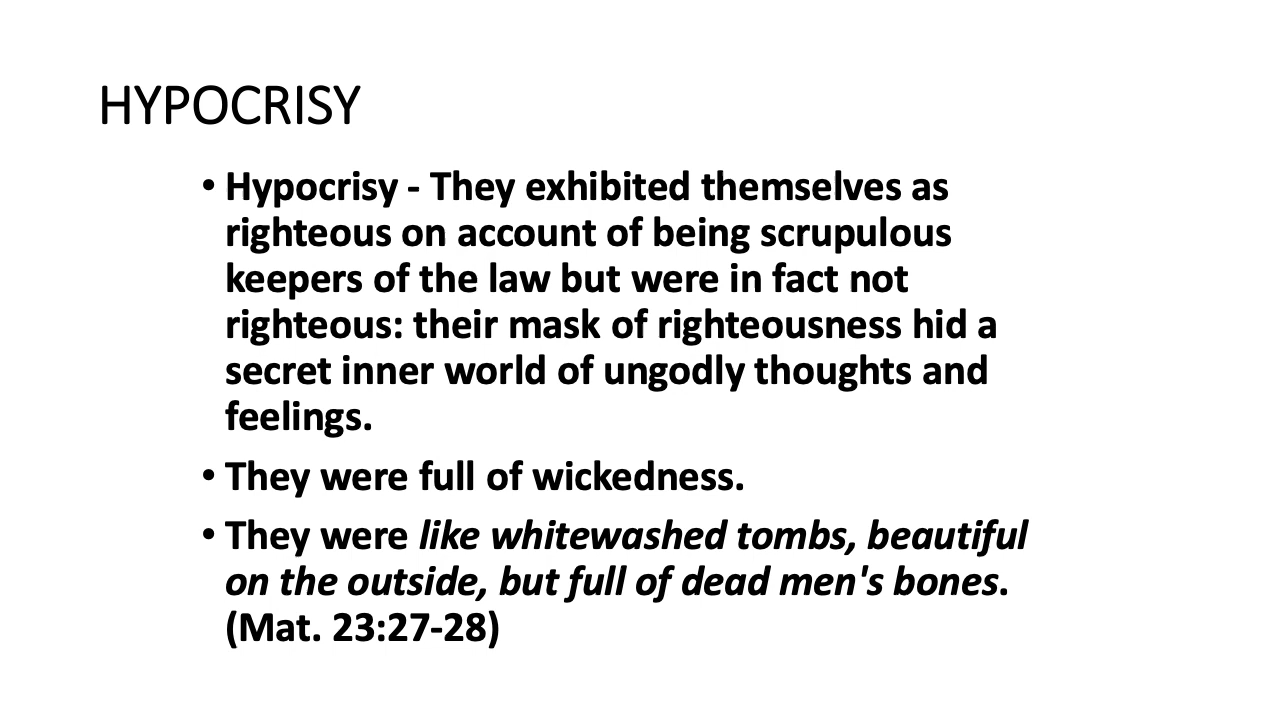 HYPOCRISY
• Hypocrisy - They exhibited themselves as
righteous on account of being scrupulous
keepers of the law but were in fact not
righteous: their mask of righteousness hid a
secret inner world of ungodly thoughts and
feelings.
• They were full of wickedness.
• They were like whitewashed tombs, beautiful
on the outside, but full of dead men's bones.
(Mat. 23:27-28)